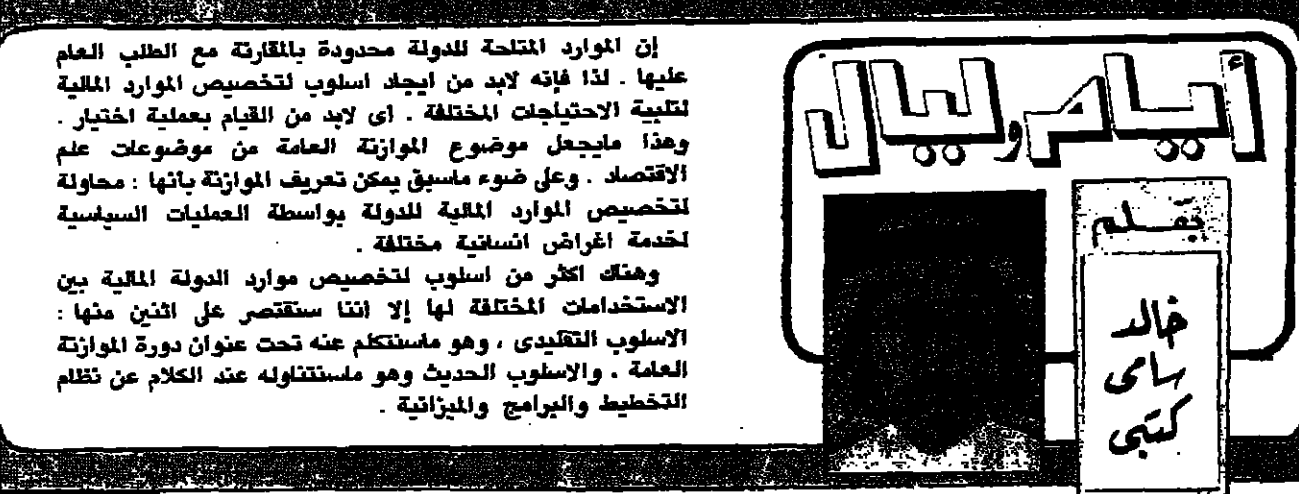 أيام وليال
بقلم
خالد
سامى
كتبى
إن الموارد المتاحة للدولة محدودة بالمقارنة مع الطلب العام
عليها . لذا فإنه لابد من ايجاد اسلوب لتخصيص الموارد المالية
لتلبية الاحتياجات المختلفة . اى لابد من القيام بعملية اختيار .
وهذا مايجعل موضوع الموازنة العامة من موضوعات علم
الاقتصاد . وعلى ضوء ماسبق يمكن تعريف الموازنة بأنها : محاولة
لتخصيص الموارد المالية للدولة بواسطة العمليات السياسية
لخدمة اغراض انسانية مختلفة .
وهناك اكثر من اسلوب لتخصيص موارد الدولة المالية بين
الاستخدامات المختلفة لها إلا اننا سنقتصر على اثنين منها :
الاسلوب التقليدى ، وهو ماسنتكلم عنه تحت عنوان دورة الموازنة
العامة . والاسلوب الحديث وهو ماسنتناوله عند الكلام عن نظام
التخطيط والبرامج والميزانية .